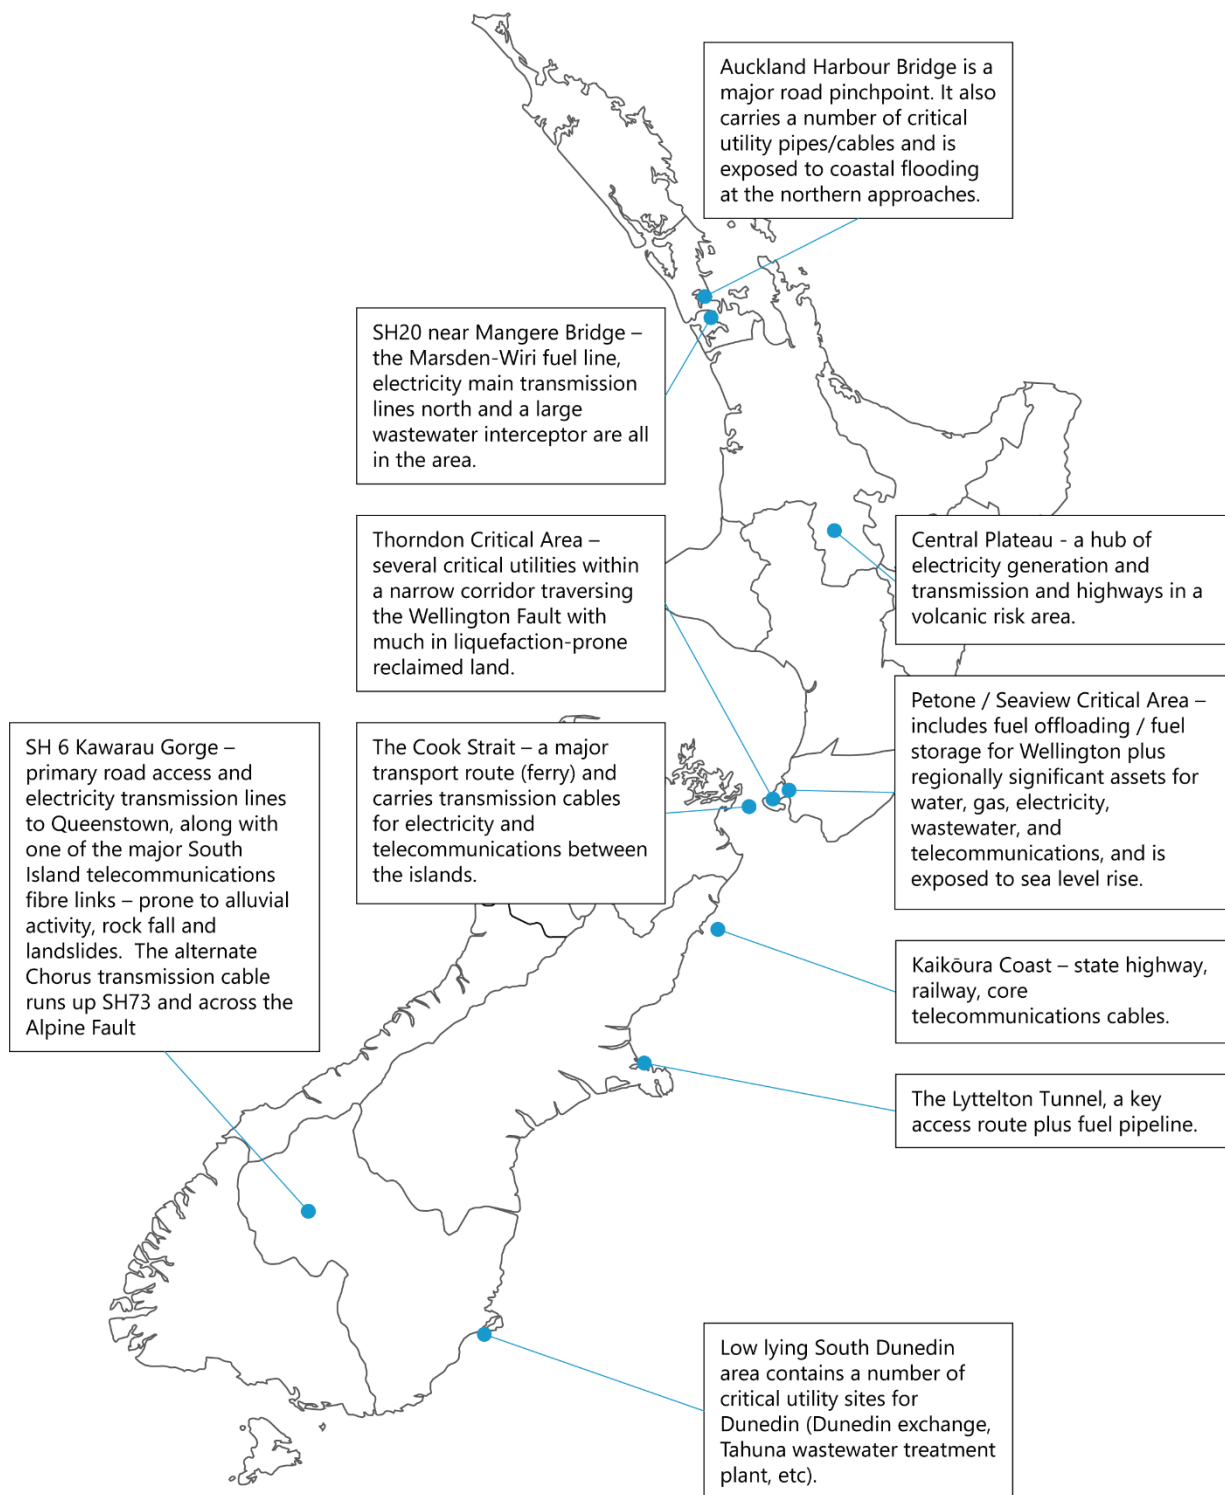 Auckland Harbour Bridge is a
major road pinchpoint. It also
carries a number of critical
utility pipes/cables and is
exposed to coastal flooding
at the northern approaches.
SH20 near Mangere Bridge –
the Marsden-Wiri fuel line,
electricity main transmission
lines north and a large
wastewater interceptor are all
in the area.
Thorndon Critical Area –
several critical utilities within
a narrow corridor traversing
the Wellington Fault with
much in liquefaction-prone
reclaimed land.
Central Plateau - a hub of
electricity generation and
transmission and highways in a
volcanic risk area.
Petone / Seaview Critical Area –
includes fuel offloading / fuel
storage for Wellington plus
regionally significant assets for
water, gas, electricity,
wastewater, and
telecommunications, and is
exposed to sea level rise.
SH 6 Kawarau Gorge –
primary road access and
electricity transmission lines
to Queenstown, along with
one of the major South
Island telecommunications
fibre links – prone to alluvial
activity, rock fall and
landslides.  The alternate
Chorus transmission cable
runs up SH73 and across the
Alpine Fault
The Cook Strait – a major
transport route (ferry) and
carries transmission cables
for electricity and
telecommunications between
the islands.
Kaikōura Coast – state highway,
railway, core
telecommunications cables.
The Lyttelton Tunnel, a key
access route plus fuel pipeline.
Low lying South Dunedin
area contains a number of
critical utility sites for
Dunedin (Dunedin exchange,
Tahuna wastewater treatment
plant, etc).